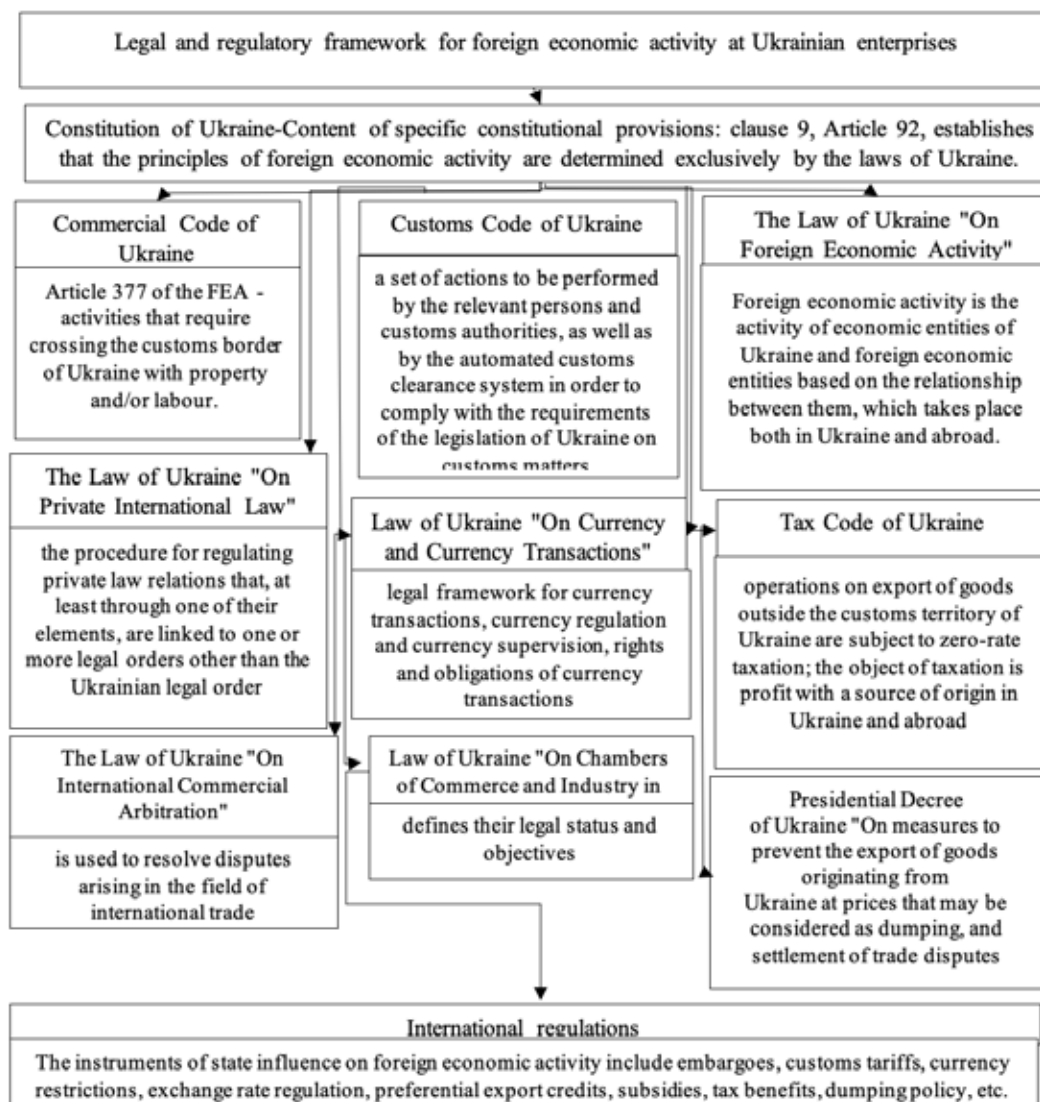 Legal and regulatory framework for foreign economic activity at Ukrainian enterprises
Constitution of Ukraine-Content of specific constitutional provisions: clause 9, Article 92, establishes
that the principles of foreign economic activity are determined exclusively by the laws of Ukraine.
Commercial Code of
Ukraine
Article 377 of the FEA -
activities that require
crossing the customs border
of Ukraine with property
and/or labour.
Customs Code of Ukraine
a set of actions to be performed
by the relevant persons and
customs authorities, as well as
by the automated customs
clearance system in order to
comply with the requirements
of the legislation of Ukraine on
customs matters
The Law of Ukraine "On
Foreign Economic Activity"
Foreign economic activity is the
activity of economic entities of
Ukraine and foreign economic
entities based on the relationship
between them, which takes place
both in Ukraine and abroad.
The Law of Ukraine "On
Private International Law"
the procedure for regulating
private law relations that, at
least through one of their
elements, are linked to one or
more legal orders other than the
Ukrainian legal order
Law of Ukraine "On Currency
and Currency Transactions"
legal framework for currency
transactions, currency regulation
and currency supervision, rights
and obligations of currency
transactions
Tax Code of Ukraine
operations on export of goods
outside the customs territory of
Ukraine are subject to zero-rate
taxation; the object of taxation is
profit with a source of origin in
Ukraine and abroad
The Law of Ukraine "On
International Commercial
Arbitration"
is used to resolve disputes
arising in the field of
international trade
Law of Ukraine "On Chambers
of Commerce and Industry in
defines their legal status and
objectives
Presidential Decree
of Ukraine "On measures to
prevent the export of goods
originating from
Ukraine at prices that may be
considered as dumping, and
settlement of trade disputes
International regulations
The instruments of state influence on foreign economic activity include embargoes, customs tariffs, currency
restrictions, exchange rate regulation, preferential export credits, subsidies, tax benefits, dumping policy, etc.